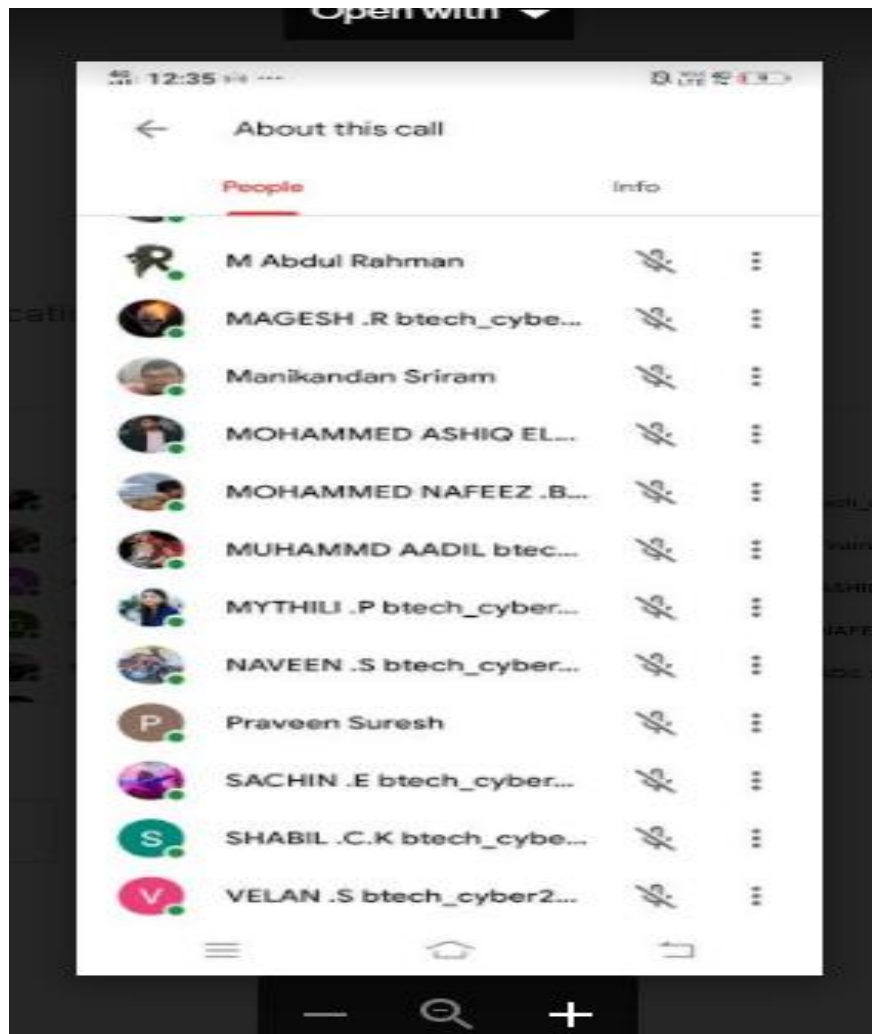 Open with
12:35
About this call
People
Info
M Abdul Rahman
MAGESH .R btech_cybe...
Manikandan Sriram
MOHAMMED ASHIQ EL...
MOHAMMED NAFEEZ .B...
MUHAMMD AADIL btec...
MYTHILI .P btech_cyber...
NAVEEN .S btech_cyber...
P
Praveen Suresh
SACHIN .E btech_cyber...
S
SHABIL .C.K btech_cybe...
V
VELAN .S btech_cyber2...